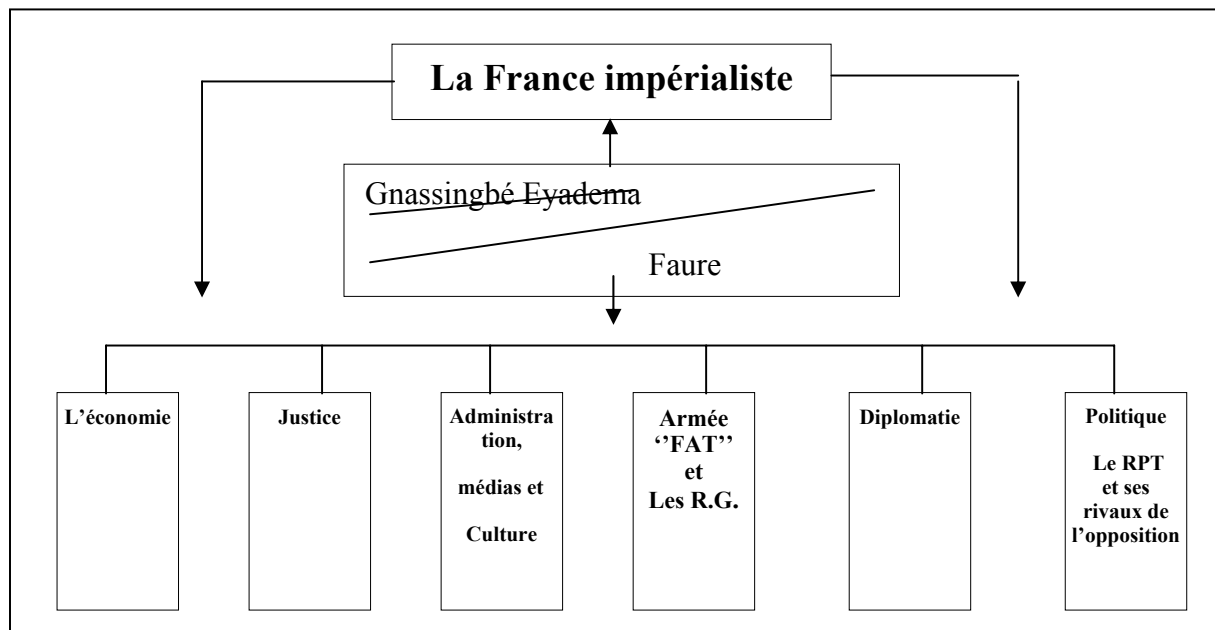 La France impérialiste
Gnassingbé Eyadema
Faure
L’économie
Justice
Administra
tion,
médias et
Culture
Armée
‘’FAT’’
et
Les R.G.
Diplomatie
Politique
Le RPT
et ses
rivaux de
l’opposition